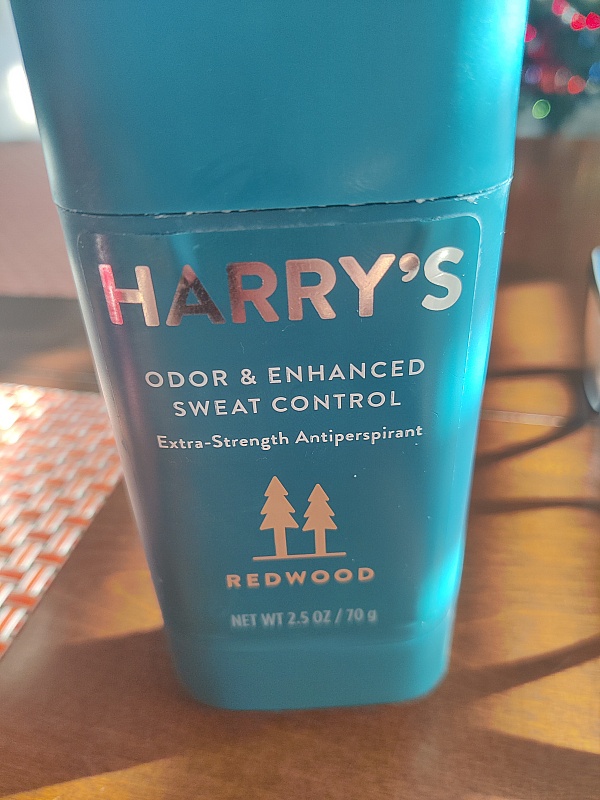 HARRY'S
ODOR & ENHANCED
SWEAT CONTROL
Extra-Strength Antiperspirant
REDWOOD
NET WT 2.5 OZ / 70 g